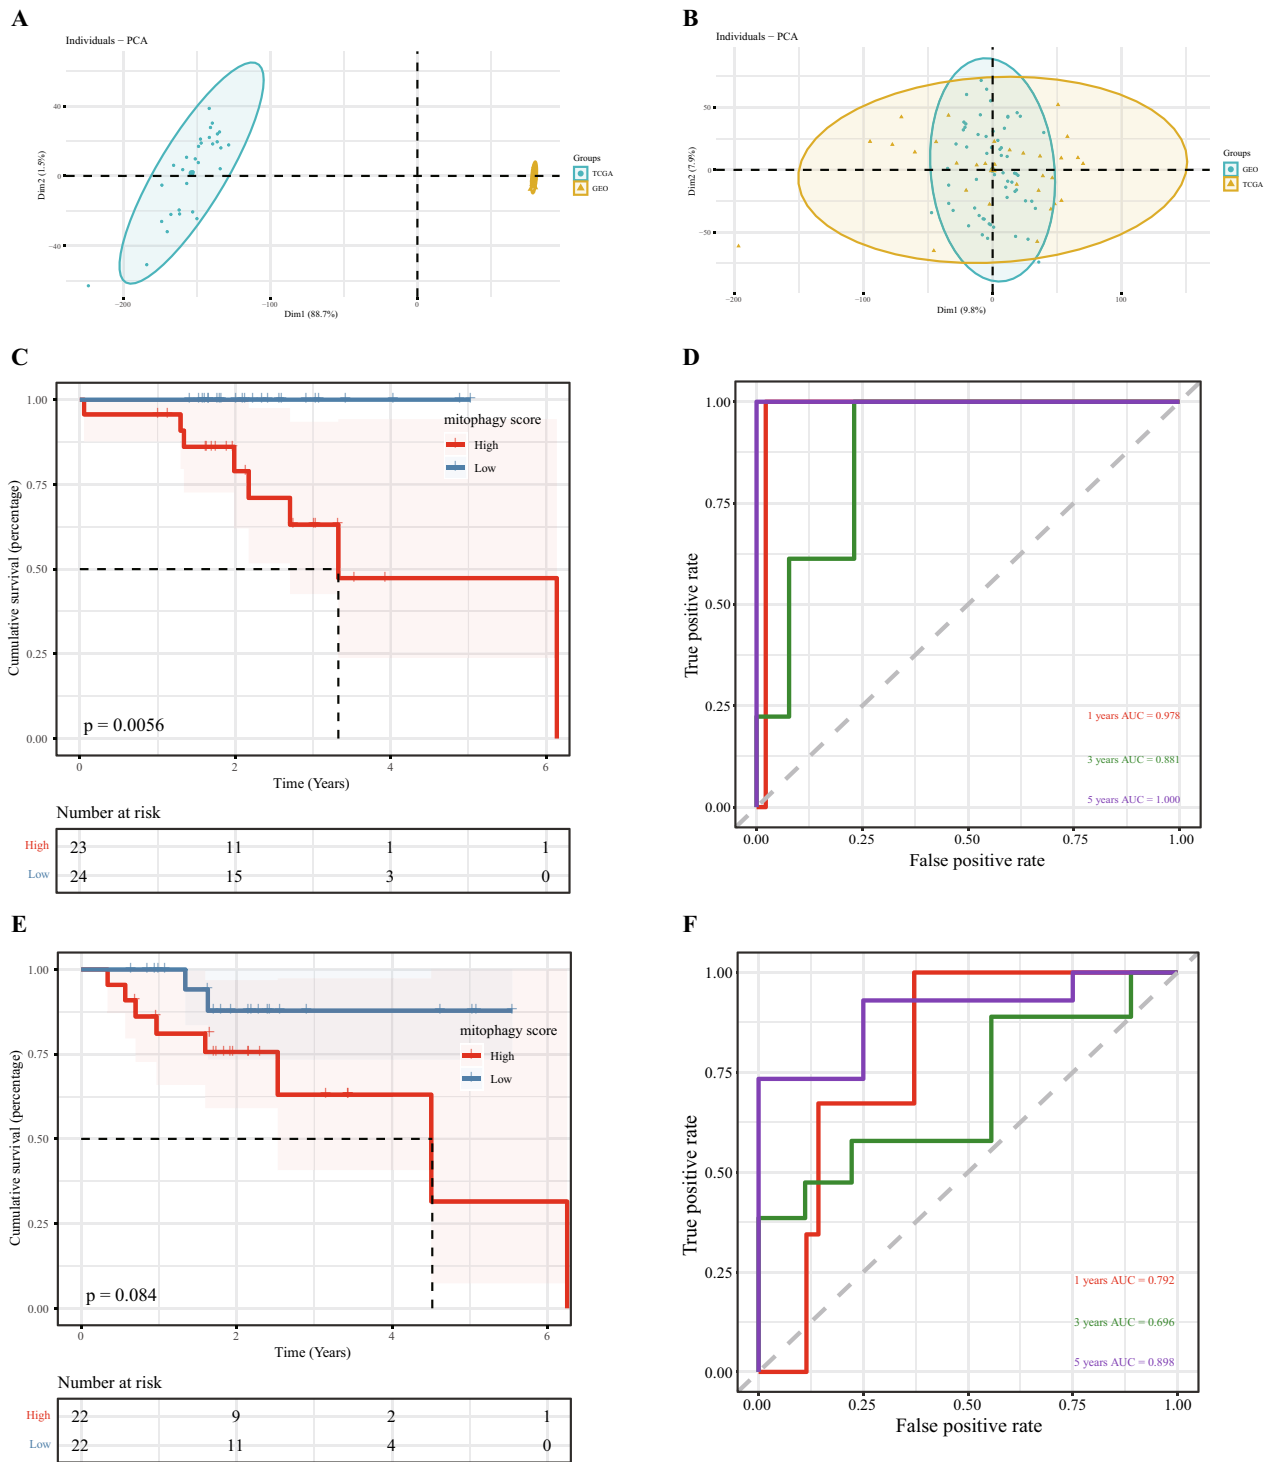 A
Individuals − PCA
Dim2 (1.5%)
40
0
−40
−200
−100
0
Dim1 (88.7%)
Groups
TCGA
GEO
B
Individuals − PCA
Dim2 (7.9%)
50
0
−50
−200
−100
0
100
Dim1 (9.8%)
Groups
GEO
TCGA
C
Cumulative survival (percentage)
1.00
0.75
0.50
0.25
0.00
mitophagy score
High
Low
p = 0.0056
0
2
4
6
Time (Years)
Number at risk
High 23 11 1 1
Low 24 15 3 0
D
True positive rate
1.00
0.75
0.50
0.25
0.00
1 years AUC = 0.978
3 years AUC = 0.881
5 years AUC = 1.000
0.00
0.25
0.50
0.75
1.00
False positive rate
E
Cumulative survival (percentage)
1.00
0.75
0.50
0.25
0.00
mitophagy score
High
Low
p = 0.084
0
2
4
6
Time (Years)
Number at risk
High 22 9 2 1
Low 22 11 4 0
F
True positive rate
1.00
0.75
0.50
0.25
0.00
1 years AUC = 0.792
3 years AUC = 0.696
5 years AUC = 0.898
0.00
0.25
0.50
0.75
1.00
False positive rate